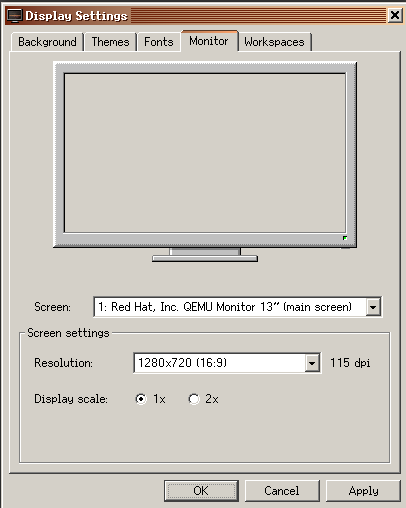 Display Settings
Background Themes Fonts Monitor Workspaces
Screen: 1: Red Hat, Inc. QEMU Monitor 13″ (main screen)
Screen settings
Resolution: 1280x720 (16:9) 115 dpi
Display scale: 1x 2x
OK Cancel Apply